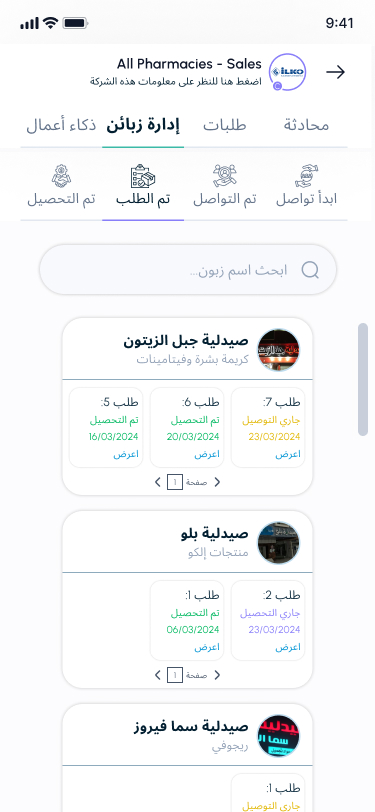 9:41
All Pharmacies - Sales
اضغط هنا للنظر على معلومات هذه الشركة
ILKO
محادثة
طلبات
إدارة زبائن
ذكاء أعمال
ابدأ تواصل
تم التواصل
تم الطلب
تم التحصيل
ابحث اسم زبون...
صيدلية جبل الزيتون
كريمة بشرة وفيتامينات
طلب 7:
جاري التوصيل
23/03/2024
اعرض
طلب 6:
تم التحصيل
20/03/2024
اعرض
طلب 5:
تم التحصيل
16/03/2024
اعرض
صفحة 1
صيدلية بلو
منتجات إلكو
طلب 2:
جاري التحصيل
23/03/2024
اعرض
طلب 1:
تم التحصيل
06/03/2024
اعرض
صفحة 1
صيدلية سما فيروز
ريجوفي
طلب 1:
جاري التوصيل